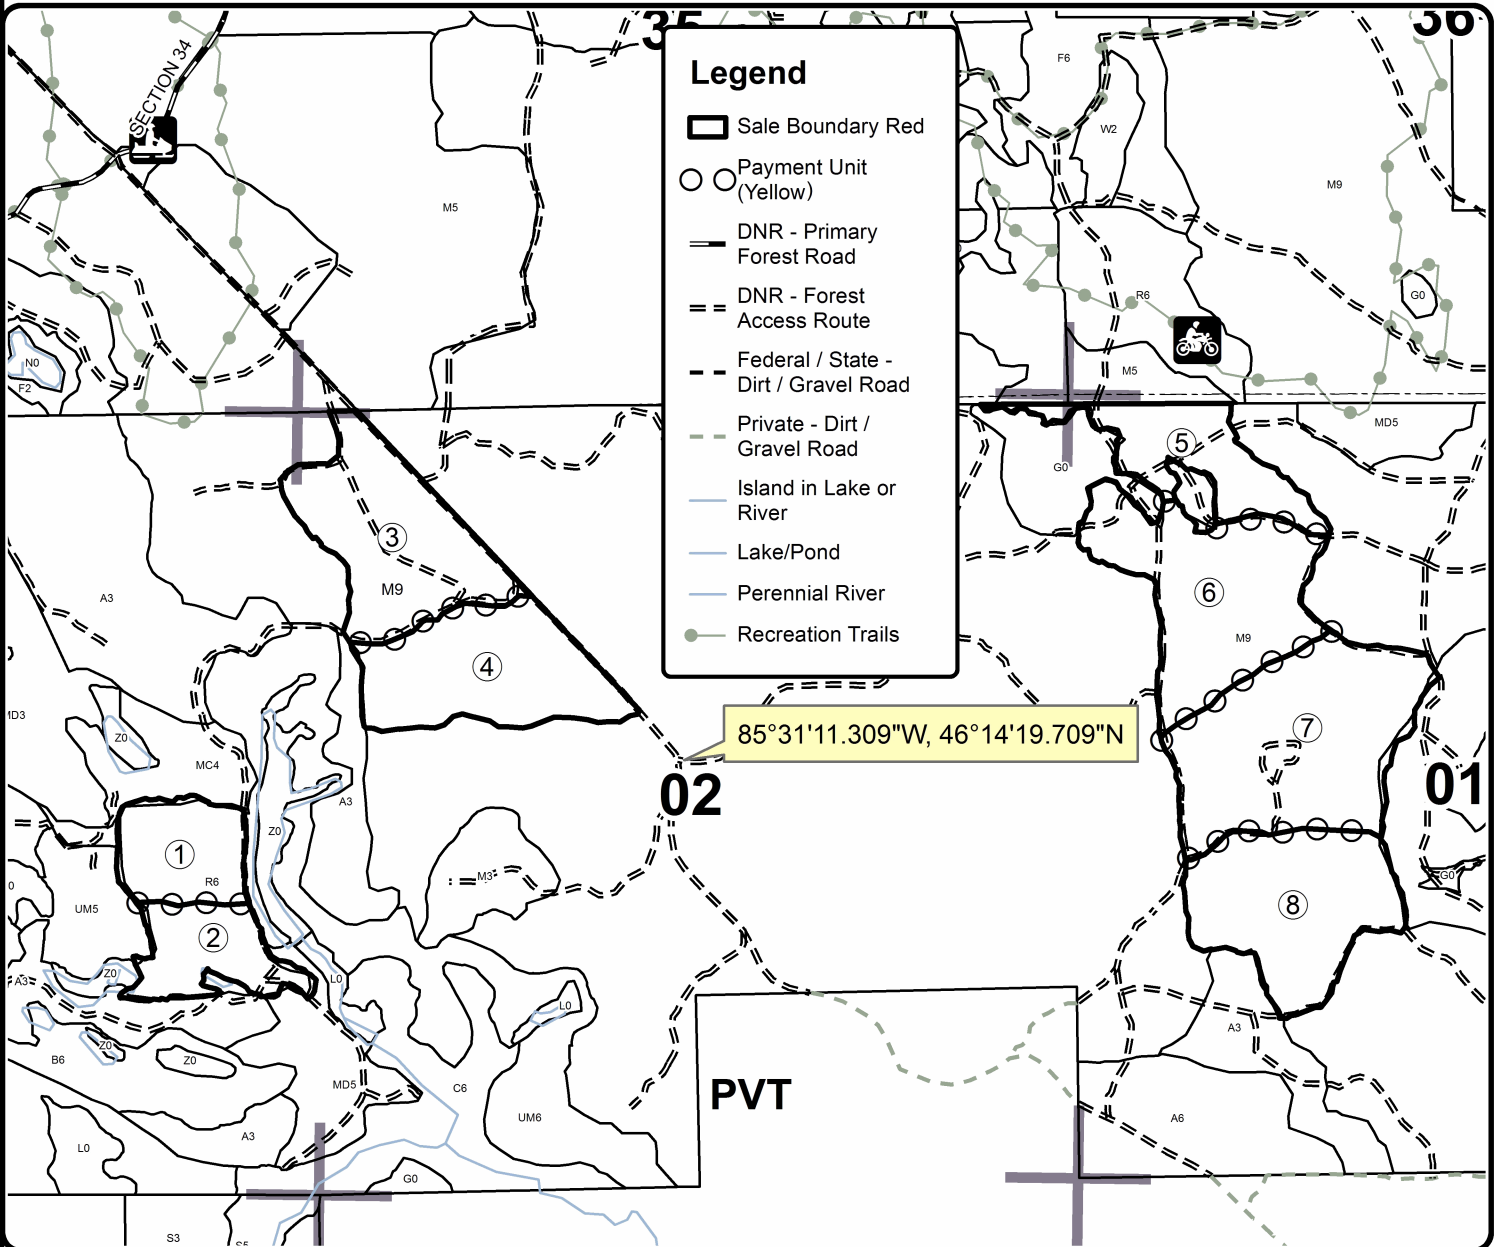 35
36
SECTION 34
Legend
Sale Boundary Red
Payment Unit
(Yellow)
DNR - Primary
Forest Road
DNR - Forest
Access Route
Federal / State -
Dirt / Gravel Road
Private - Dirt /
Gravel Road
Island in Lake or
River
Lake/Pond
Perennial River
Recreation Trails
F6
W2
M5
M9
R6
G0
N0
F2
M5
MD5
5
G0
3
M9
6
A3
M9
4
MD3
Z0
85°31'11.309"W, 46°14'19.709"N
7
MC4
02
01
A3
Z0
1
R6
M3
G0
0
UM5
2
8
A3
Z0
L0
L0
A3
Z0
B6
Z0
MD5
C6
PVT
UM6
A6
A3
L0
G0
S3
S5